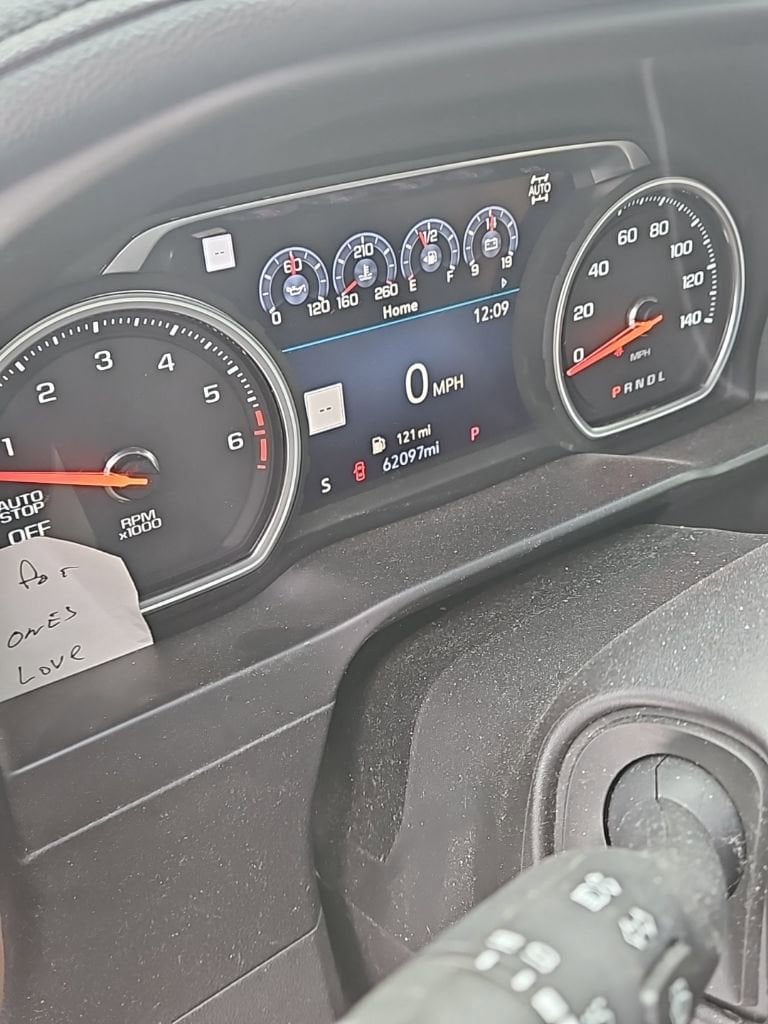 AUTO
--
60
0 120
210
160 260
1/2
E F
14
9 19
Home
12:09
--
0 MPH
121 mi
62097mi
P
S
1
2
3
4
5
6
AUTO
STOP
OFF
RPM
x1000
0
20
40
60
80
100
120
140
MPH
PRNDL
ONES
LOVE